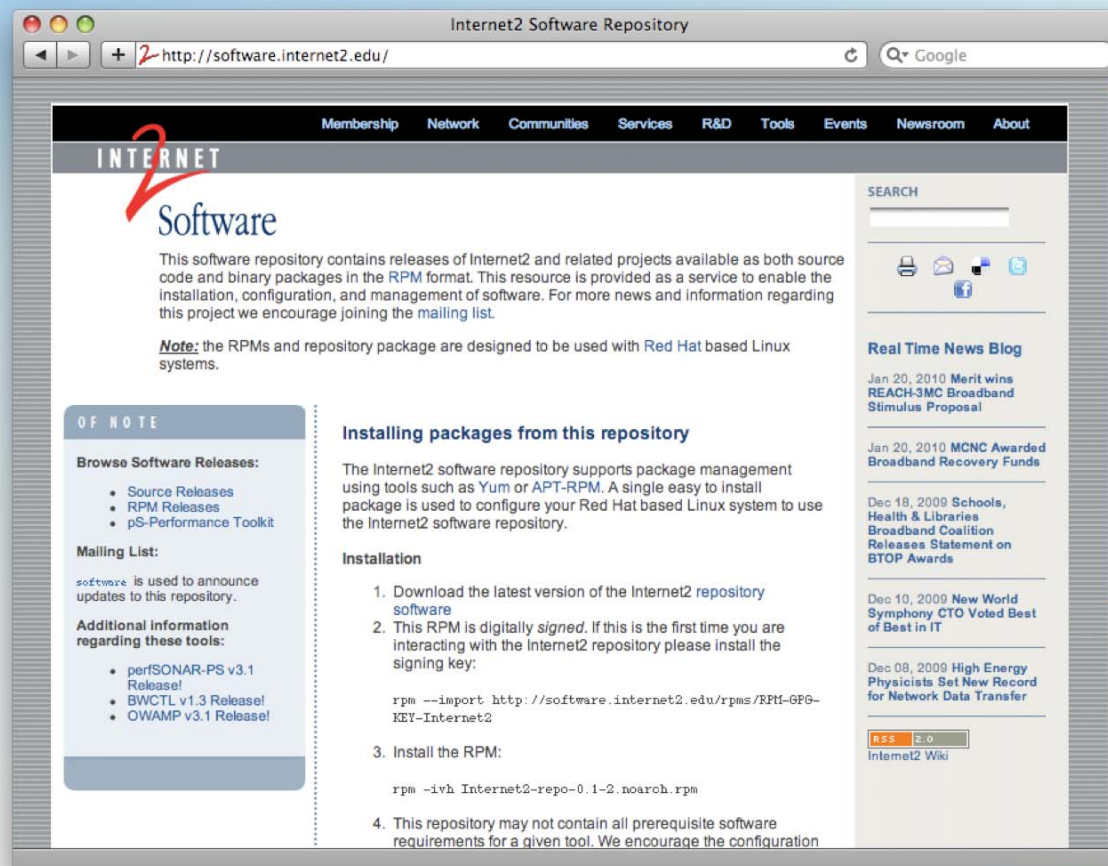 Internet2 Software Repository
http://software.internet2.edu/
Google
Membership Network Communities Services R&D Tools Events Newsroom About
INTERNET
2
Software
This software repository contains releases of Internet2 and related projects available as both source
code and binary packages in the RPM format. This resource is provided as a service to enable the
installation, configuration, and management of software. For more news and information regarding
this project we encourage joining the mailing list.
Note: the RPMs and repository package are designed to be used with Red Hat based Linux
systems.
OF NOTE
Browse Software Releases:
Source Releases
RPM Releases
pS-Performance Toolkit
Mailing List:
software is used to announce
updates to this repository.
Additional information
regarding these tools:
perfSONAR-PS v3.1
Release!
BWCTL v1.3 Release!
OWAMP v3.1 Release!
Installing packages from this repository
The Internet2 software repository supports package management
using tools such as Yum or APT-RPM. A single easy to install
package is used to configure your Red Hat based Linux system to use
the Internet2 software repository.
Installation
1. Download the latest version of the Internet2 repository
software
2. This RPM is digitally signed. If this is the first time you are
interacting with the Internet2 repository please install the
signing key:
rpm --import http://software.internet2.edu/rpms/RPM-GPG-
KEY-Internet2
3. Install the RPM:
rpm -ivh Internet2-repo-0.1-2.noarch.rpm
4. This repository may not contain all prerequisite software
requirements for a given tool. We encourage the configuration
SEARCH
Real Time News Blog
Jan 20, 2010 Merit wins
REACH-3MC Broadband
Stimulus Proposal
Jan 20, 2010 MCNC Awarded
Broadband Recovery Funds
Dec 18, 2009 Schools,
Health & Libraries
Broadband Coalition
Releases Statement on
BTOP Awards
Dec 10, 2009 New World
Symphony CTO Voted Best
of Best in IT
Dec 08, 2009 High Energy
Physicists Set New Record
for Network Data Transfer
RSS 2.0
Internet2 Wiki